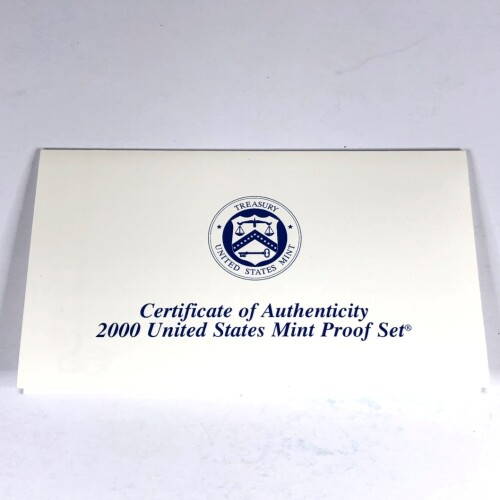 TREASURY
UNITED STATES MINT
Certificate of Authenticity
2000 United States Mint Proof Set®